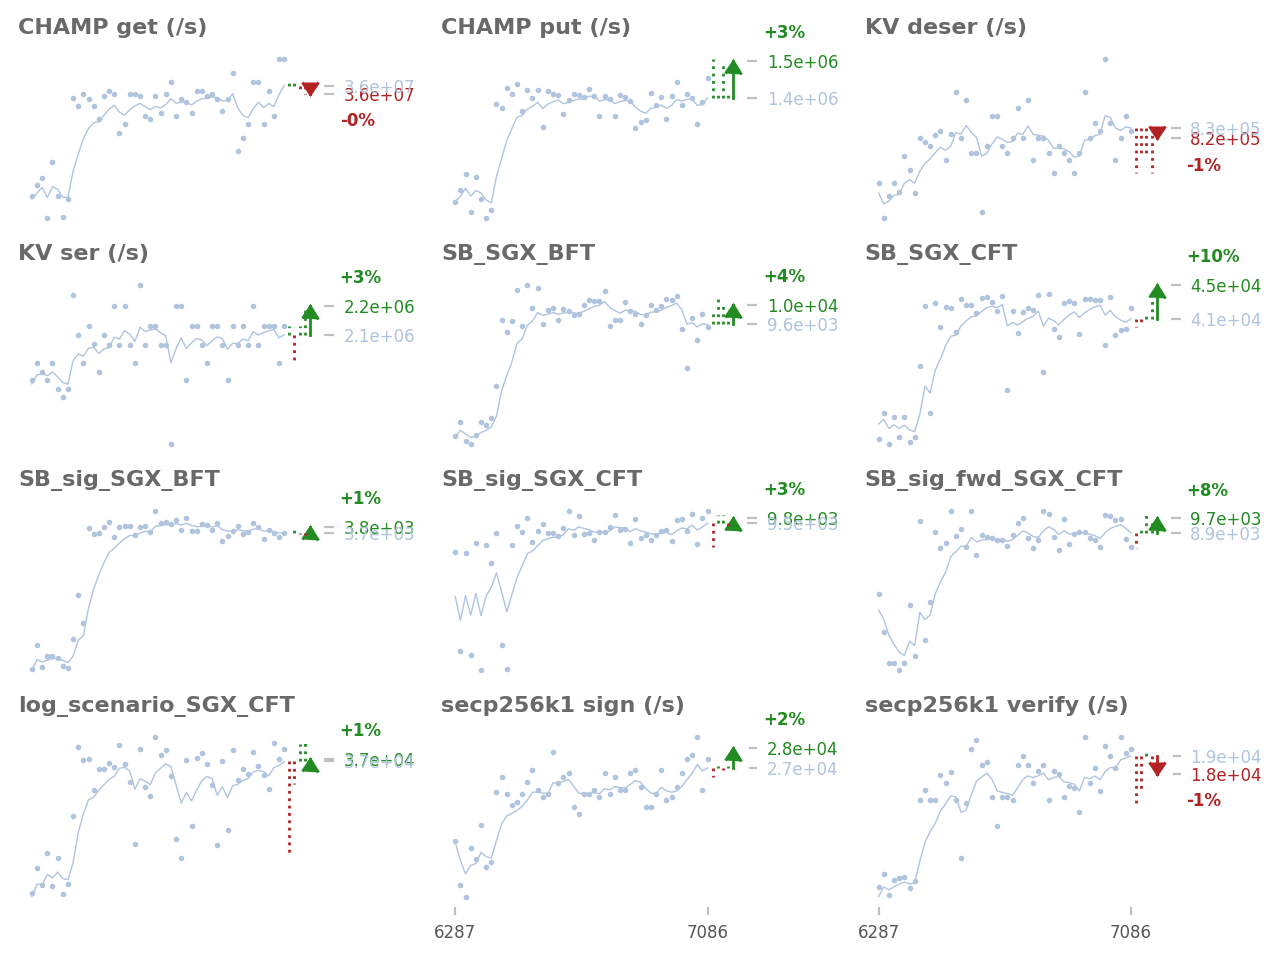 CHAMP get (/s)
3.6e+07
3.6e+07
-0%
CHAMP put (/s)
+3%
1.5e+06
1.4e+06
KV deser (/s)
8.3e+05
8.2e+05
-1%
KV ser (/s)
+3%
2.2e+06
2.1e+06
SB_SGX_BFT
+4%
1.0e+04
9.6e+03
SB_SGX_CFT
+10%
4.5e+04
4.1e+04
SB_sig_SGX_BFT
+1%
3.8e+03
3.7e+03
SB_sig_SGX_CFT
+3%
9.8e+03
9.5e+03
SB_sig_fwd_SGX_CFT
+8%
9.7e+03
8.9e+03
log_scenario_SGX_CFT
+1%
3.7e+04
secp256k1 sign (/s)
+2%
2.8e+04
2.7e+04
secp256k1 verify (/s)
1.9e+04
1.8e+04
-1%
6287
7086
6287
7086